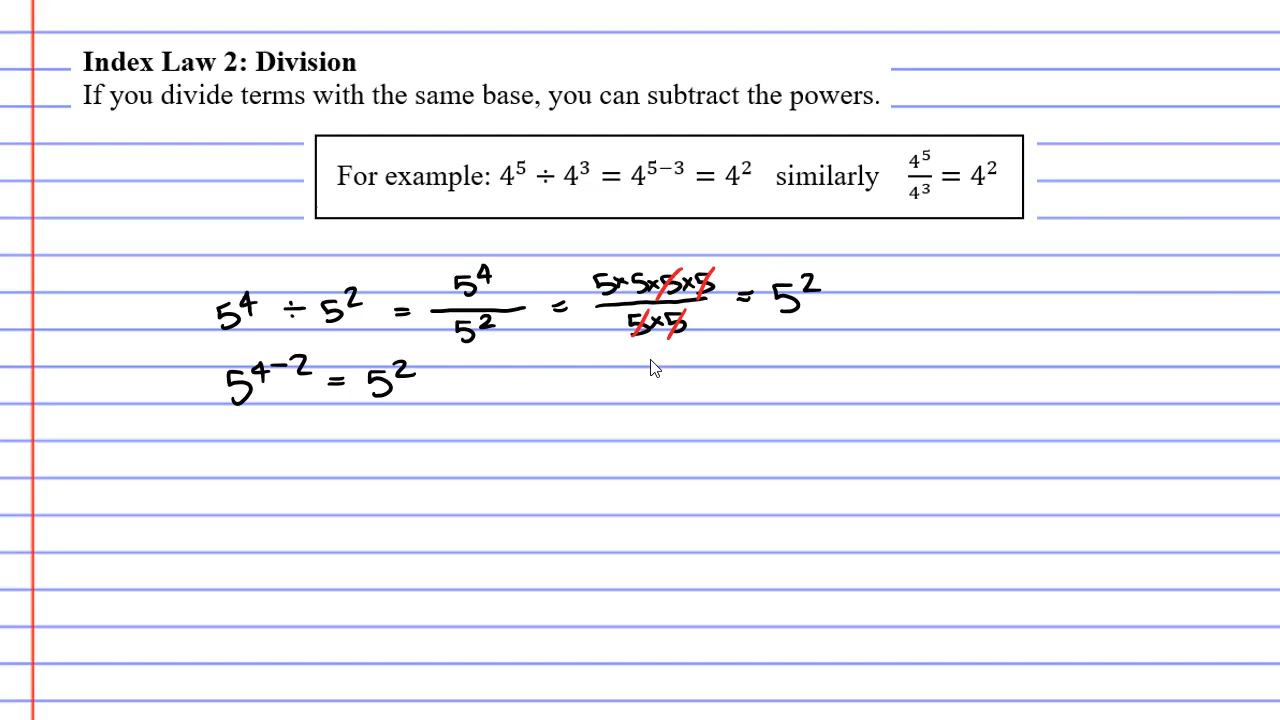 Index Law 2: Division
If you divide terms with the same base, you can subtract the powers.
For example: 4⁵ ÷ 4³ = 4⁵⁻³ = 4² similarly 4⁵/4³ = 4²
5⁴ ÷ 5² = 5⁴/5² = 5×5×5×5/5×5 = 5²
5⁴⁻² = 5²